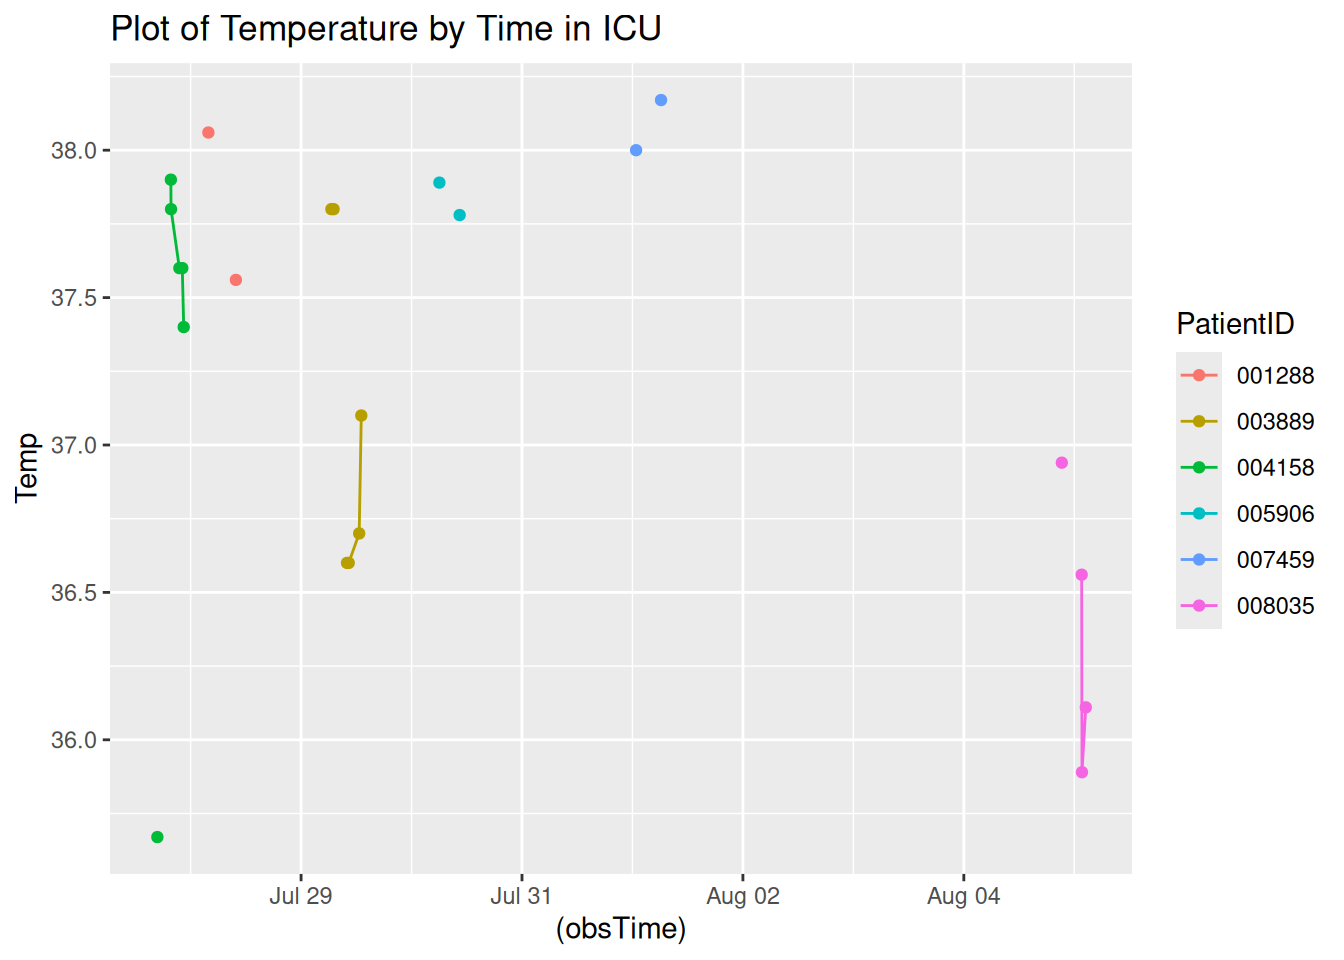 Plot of Temperature by Time in ICU
38.0
37.5
37.0
36.5
36.0
Temp
Jul 29
Jul 31
Aug 02
Aug 04
(obsTime)
PatientID
001288
003889
004158
005906
007459
008035